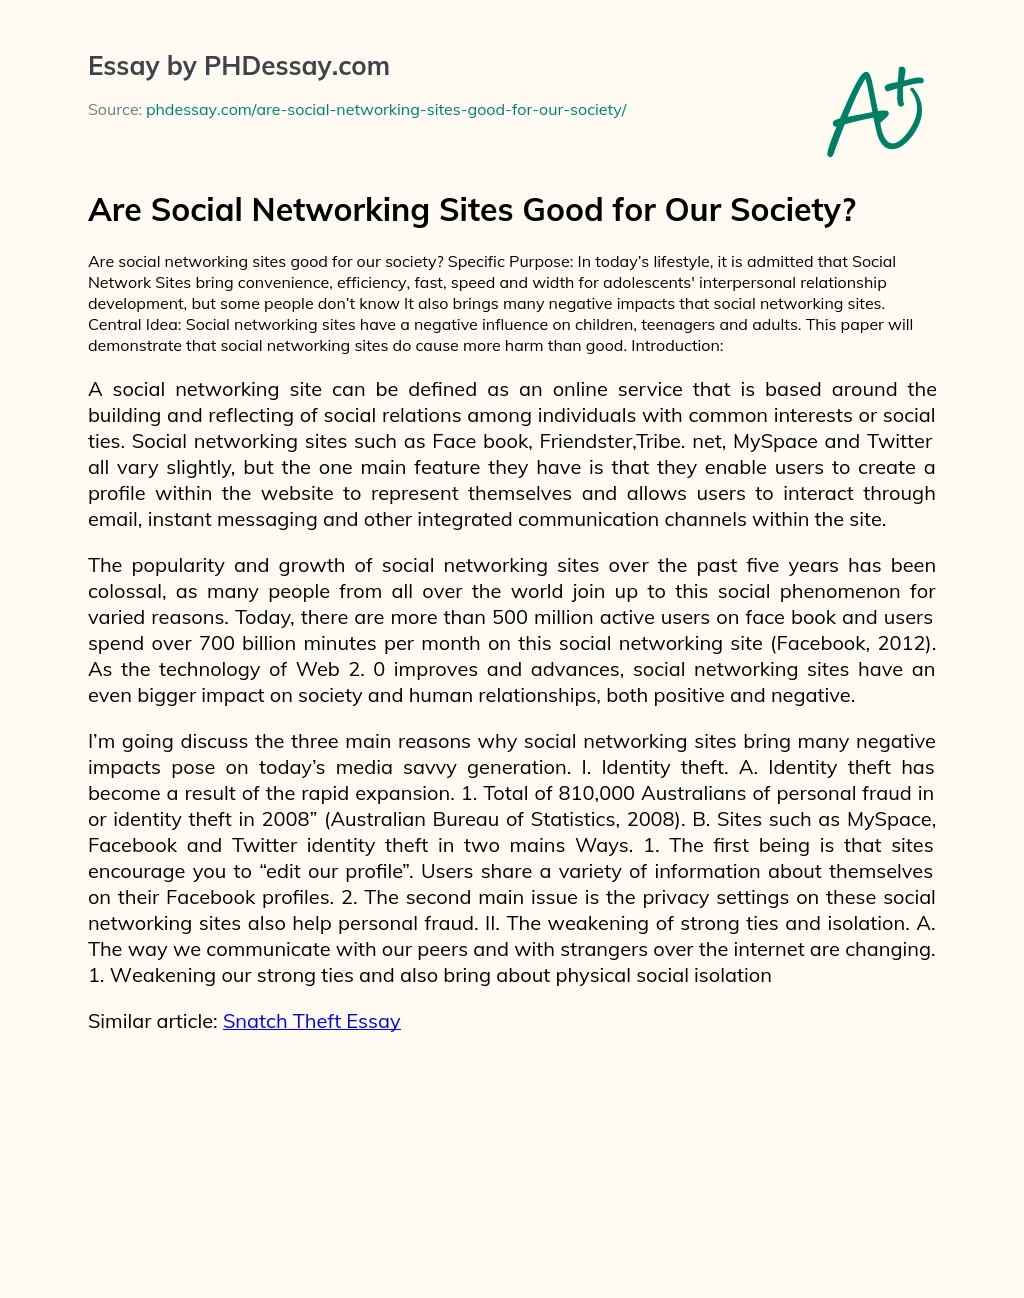 Essay by PHDessay.com
Source: phdessay.com/are-social-networking-sites-good-for-our-society/
A+
Are Social Networking Sites Good for Our Society?
Are social networking sites good for our society? Specific Purpose: In today’s lifestyle, it is admitted that Social
Network Sites bring convenience, efficiency, fast, speed and width for adolescents' interpersonal relationship
development, but some people don’t know It also brings many negative impacts that social networking sites.
Central Idea: Social networking sites have a negative influence on children, teenagers and adults. This paper will
demonstrate that social networking sites do cause more harm than good. Introduction:
A social networking site can be defined as an online service that is based around the
building and reflecting of social relations among individuals with common interests or social
ties. Social networking sites such as Face book, Friendster,Tribe. net, MySpace and Twitter
all vary slightly, but the one main feature they have is that they enable users to create a
profile within the website to represent themselves and allows users to interact through
email, instant messaging and other integrated communication channels within the site.
The popularity and growth of social networking sites over the past five years has been
colossal, as many people from all over the world join up to this social phenomenon for
varied reasons. Today, there are more than 500 million active users on face book and users
spend over 700 billion minutes per month on this social networking site (Facebook, 2012).
As the technology of Web 2. 0 improves and advances, social networking sites have an
even bigger impact on society and human relationships, both positive and negative.
I’m going discuss the three main reasons why social networking sites bring many negative
impacts pose on today’s media savvy generation. I. Identity theft. A. Identity theft has
become a result of the rapid expansion. 1. Total of 810,000 Australians of personal fraud in
or identity theft in 2008” (Australian Bureau of Statistics, 2008). B. Sites such as MySpace,
Facebook and Twitter identity theft in two mains Ways. 1. The first being is that sites
encourage you to “edit our profile”. Users share a variety of information about themselves
on their Facebook profiles. 2. The second main issue is the privacy settings on these social
networking sites also help personal fraud. II. The weakening of strong ties and isolation. A.
The way we communicate with our peers and with strangers over the internet are changing.
1. Weakening our strong ties and also bring about physical social isolation
Similar article: Snatch Theft Essay